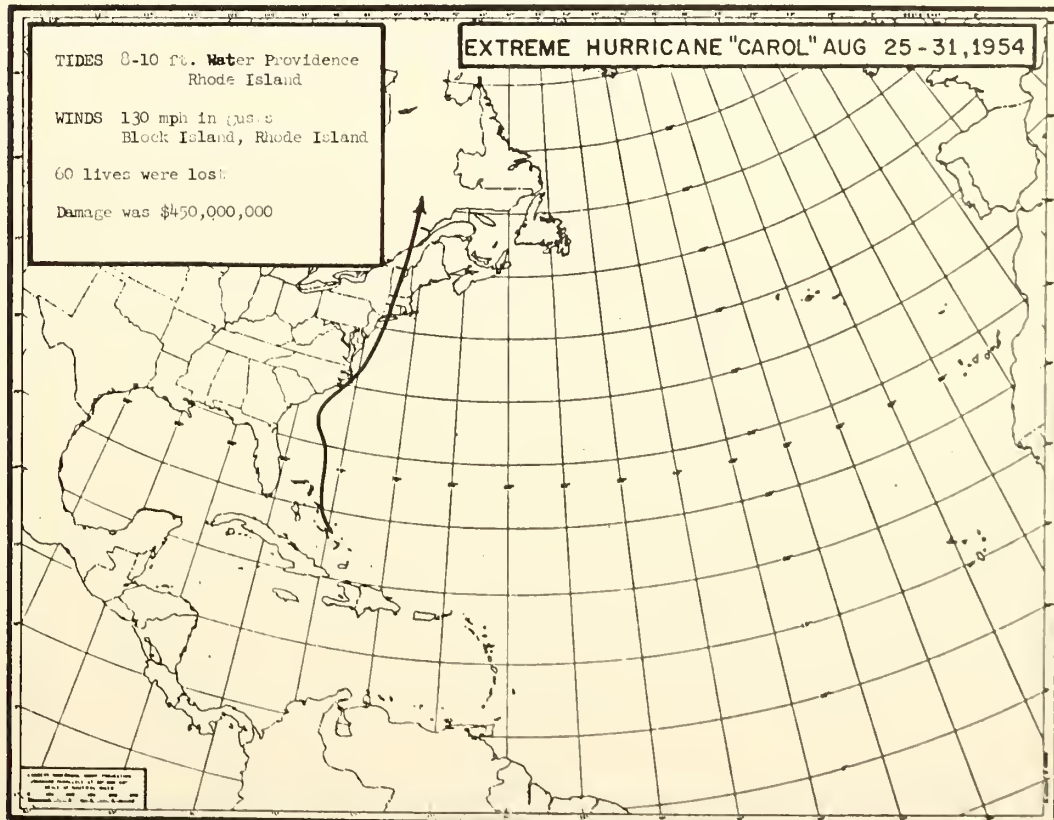 EXTREME HURRICANE "CAROL" AUG 25-31, 1954
TIDES 8-10 ft. Water Providence
Rhode Island
WINDS 130 mph in gusts
Block Island, Rhode Island
60 lives were lost
Damage was $450,000,000